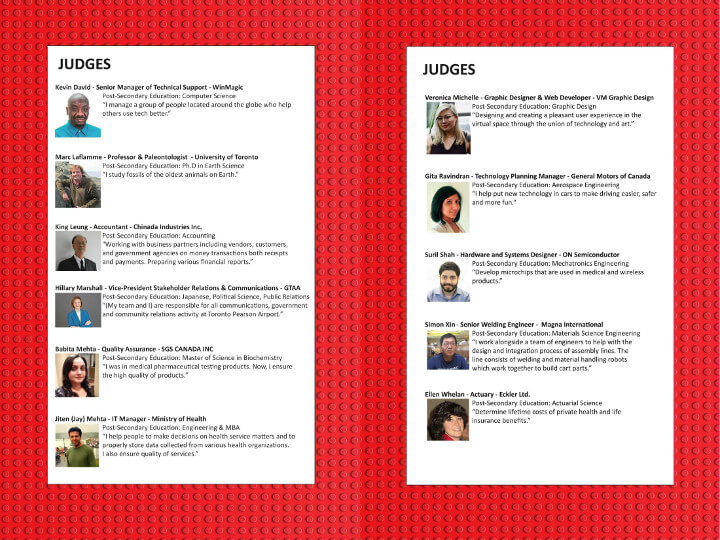 JUDGES
Kevin David - Senior Manager of Technical Support - WinMagic
Post-Secondary Education: Computer Science
"I manage a group of people located around the globe who help
others use tech better."
Marc Laflamme - Professor & Paleontologist - University of Toronto
Post-Secondary Education: Ph.D in Earth Science
"I study fossils of the oldest animals on Earth."
King Leung - Accountant - Chinada Industries Inc.
Post-Secondary Education: Accounting
"Working with business partners including vendors, customers,
and government agencies on money transactions both receipts
and payments. Preparing various financial reports."
Hillary Marshall - Vice-President Stakeholder Relations & Communications - GTAA
Post-Secondary Education: Japanese, Political Science, Public Relations
"(My team and I) are responsible for all communications, government
and community relations activity at Toronto Pearson Airport."
Babita Mehta - Quality Assurance - SGS CANADA INC
Post-Secondary Education: Master of Science in Biochemistry
"I was in medical pharmaceutical testing products. Now, I ensure
the high quality of products."
Jiten (Jay) Mehta - IT Manager - Ministry of Health
Post-Secondary Education: Engineering & MBA
"I help people to make decisions on health service matters and to
properly store data collected from various health organizations.
I also ensure quality of services."
JUDGES
Veronica Michelle - Graphic Designer & Web Developer - VM Graphic Design
Post-Secondary Education: Graphic Design
"Designing and creating a pleasant user experience in the
virtual space through the union of technology and art."
Gita Ravindran - Technology Planning Manager - General Motors of Canada
Post-Secondary Education: Aerospace Engineering
"I help put new technology in cars to make driving easier, safer
and more fun."
Suril Shah - Hardware and Systems Designer - ON Semiconductor
Post-Secondary Education: Mechatronics Engineering
"Develop microchips that are used in medical and wireless
products."
Simon Xin - Senior Welding Engineer - Magna International
Post-Secondary Education: Materials Science Engineering
"I work alongside a team of engineers to help with the
design and integration process of assembly lines. The
line consists of welding and material handling robots
which work together to build cart parts."
Ellen Whelan - Actuary - Eckler Ltd.
Post-Secondary Education: Actuarial Science
"Determine lifetime costs of private health and life
insurance benefits."